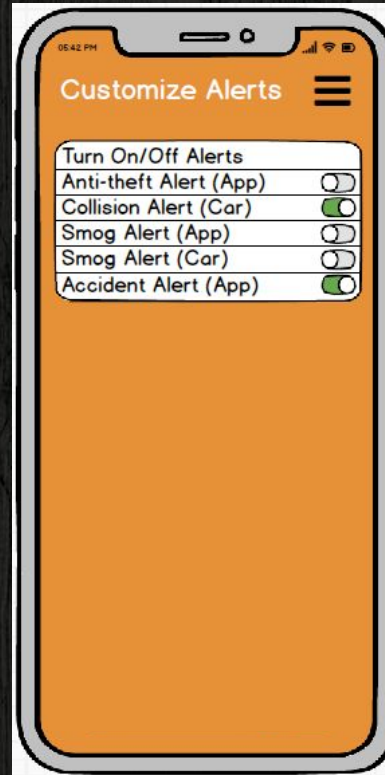 05:42 PM
Customize Alerts
Turn On/Off Alerts
Anti-theft Alert (App)
Collision Alert (Car)
Smog Alert (App)
Smog Alert (Car)
Accident Alert (App)